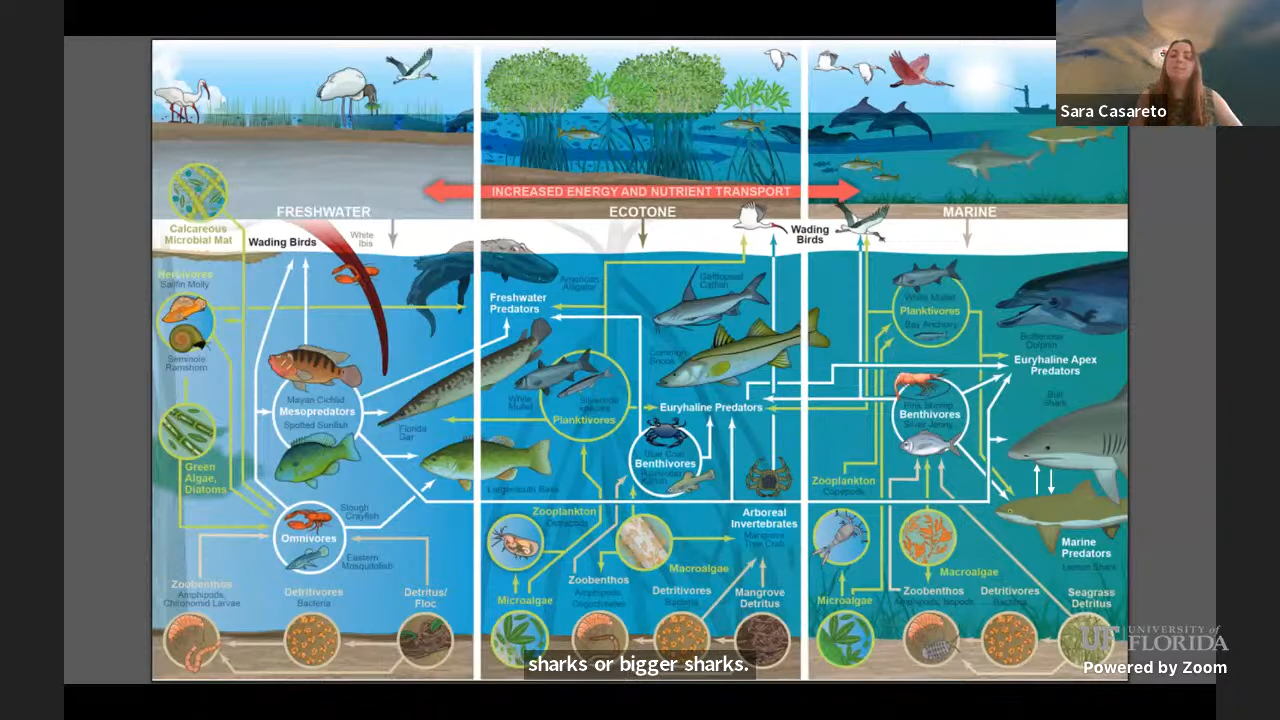 Sara Casareto
INCREASED ENERGY AND NUTRIENT TRANSPORT
FRESHWATER
ECOTONE
MARINE
Calcareous
Microbial Mat
Wading Birds
White
Ibis
Wading
Birds
Herbivores
Sailfin Molly
Seminole
Ramshorn
Green
Algae,
Diatoms
Mayan Cichlid
Mesopredators
Spotted Sunfish
Slough
Crayfish
Omnivores
Eastern
Mosquitofish
Zoobenthos
Amphipods,
Chironomid Larvae
Detritivores
Bacteria
Detritus/
Floc
American
Alligator
Freshwater
Predators
Florida
Gar
Largemouth Bass
White
Mullet
Silverside
species
Planktivores
Gafftopsail
Catfish
Common
Snook
Euryhaline Predators
Blue Crab
Benthivores
Zooplankton
Ostracods
Arboreal
Invertebrates
Mangrove
Tree Crab
Macroalgae
Microalgae
Zoobenthos
Amphipods,
Detritivores
Bacteria
Mangrove
Detritus
White Mullet
Planktivores
Bay Anchovy
Bottlenose
Dolphin
Euryhaline Apex
Predators
Pink Shrimp
Benthivores
Silver Jenny
Bull
Shark
Zooplankton
Copypods
Macroalgae
Marine
Predators
Lemon Shark
Microalgae
Zoobenthos
Amphipods, Isopods
Detritivores
Bacteria
Seagrass
Detritus
UF UNIVERSITY of
FLORIDA
sharks or bigger sharks.
Powered by Zoom